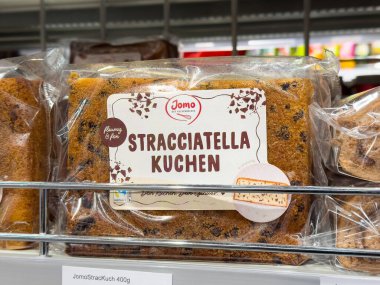 Jomo
flaumig
& fein
STRACCIATELLA
KUCHEN
JomoStracKuch 400g